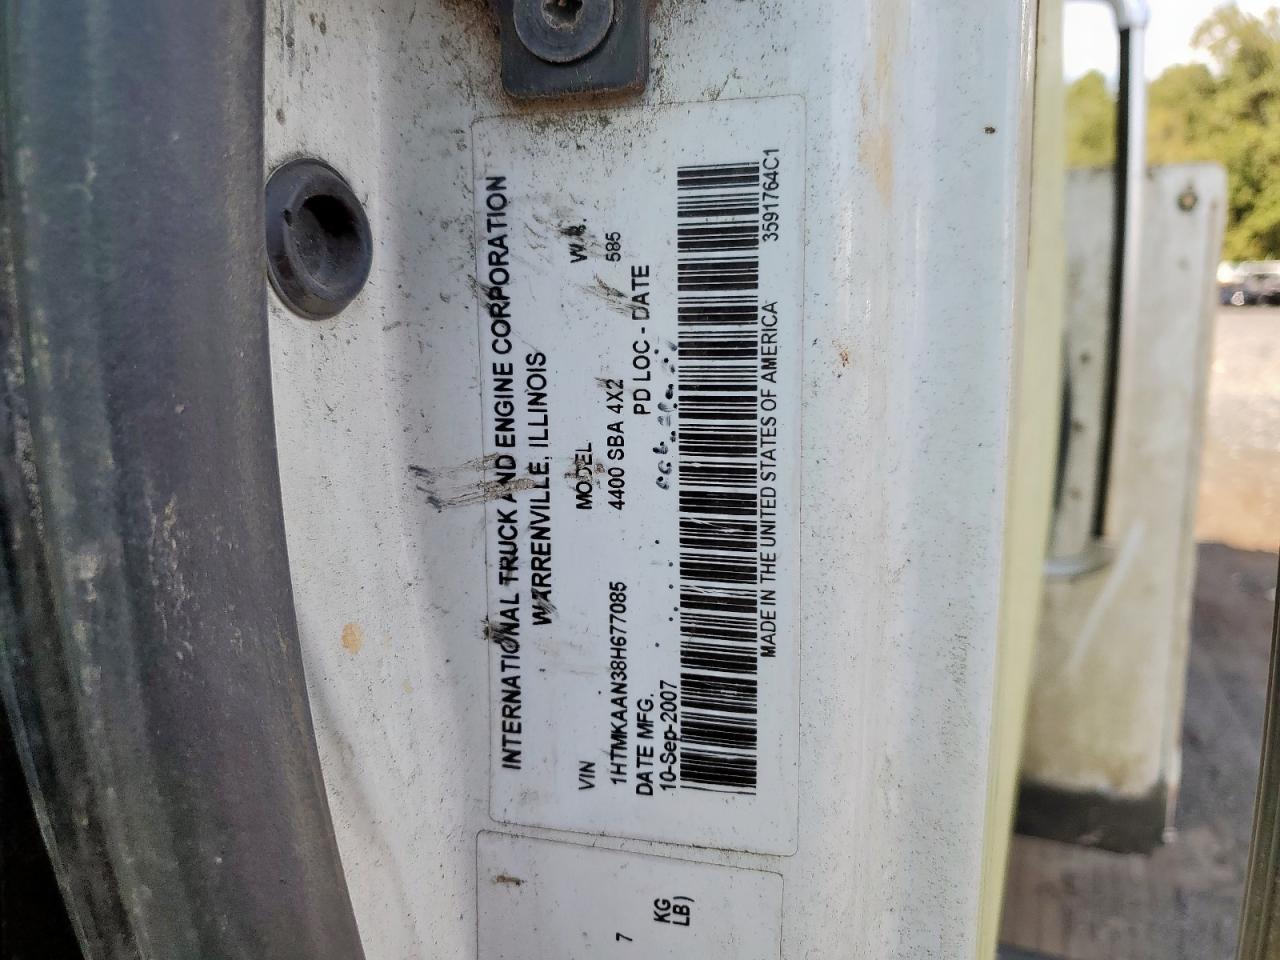 INTERNATIONAL TRUCK AND ENGINE CORPORATION
WARRENVILLE, ILLINOIS
VIN MODEL W.B.
1HTMKAAN38H677085 4400 SBA 4X2 585
DATE MFG. PD LOC - DATE
10-Sep-2007
MADE IN THE UNITED STATES OF AMERICA 3591764C1
7
KG
LB)